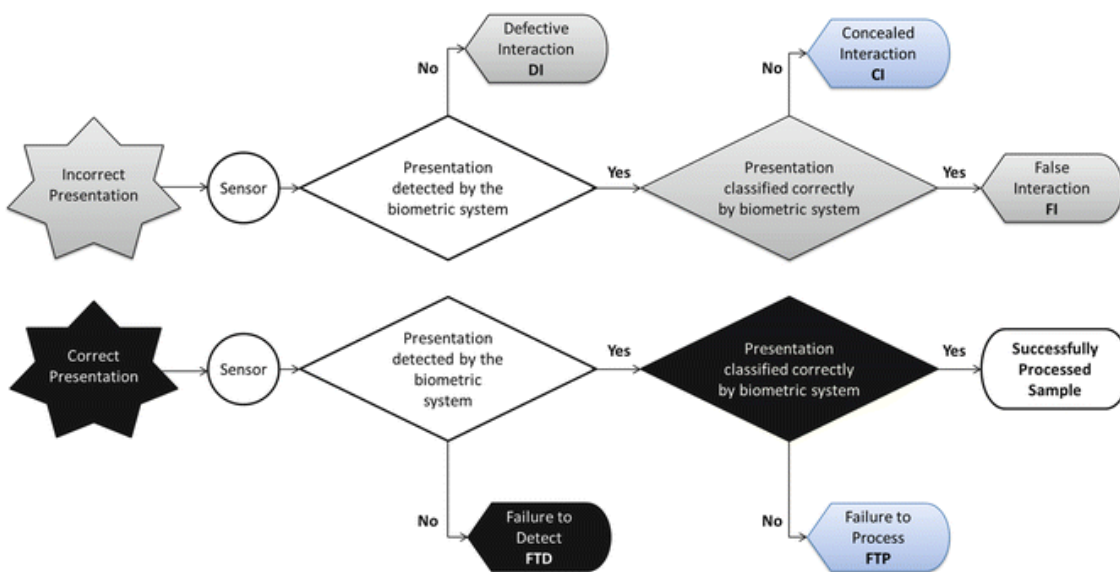 Defective
Interaction
DI
Concealed
Interaction
CI
No
No
Incorrect
Presentation
Sensor
Presentation
detected by the
biometric system
Yes
Presentation
classified correctly
by biometric system
Yes
False
Interaction
FI
Correct
Presentation
Sensor
Presentation
detected by the
biometric
system
Yes
Presentation
classified correctly
by biometric system
Yes
Successfully
Processed
Sample
No
Failure to
Detect
FTD
No
Failure to
Process
FTP